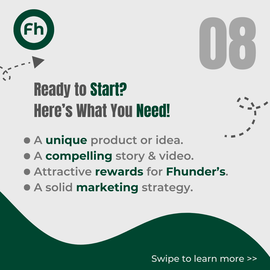 Fh
08
Ready to Start?
Here's What You Need!
A unique product or idea.
A compelling story & video.
Attractive rewards for Fhunder's.
A solid marketing strategy.
Swipe to learn more >>